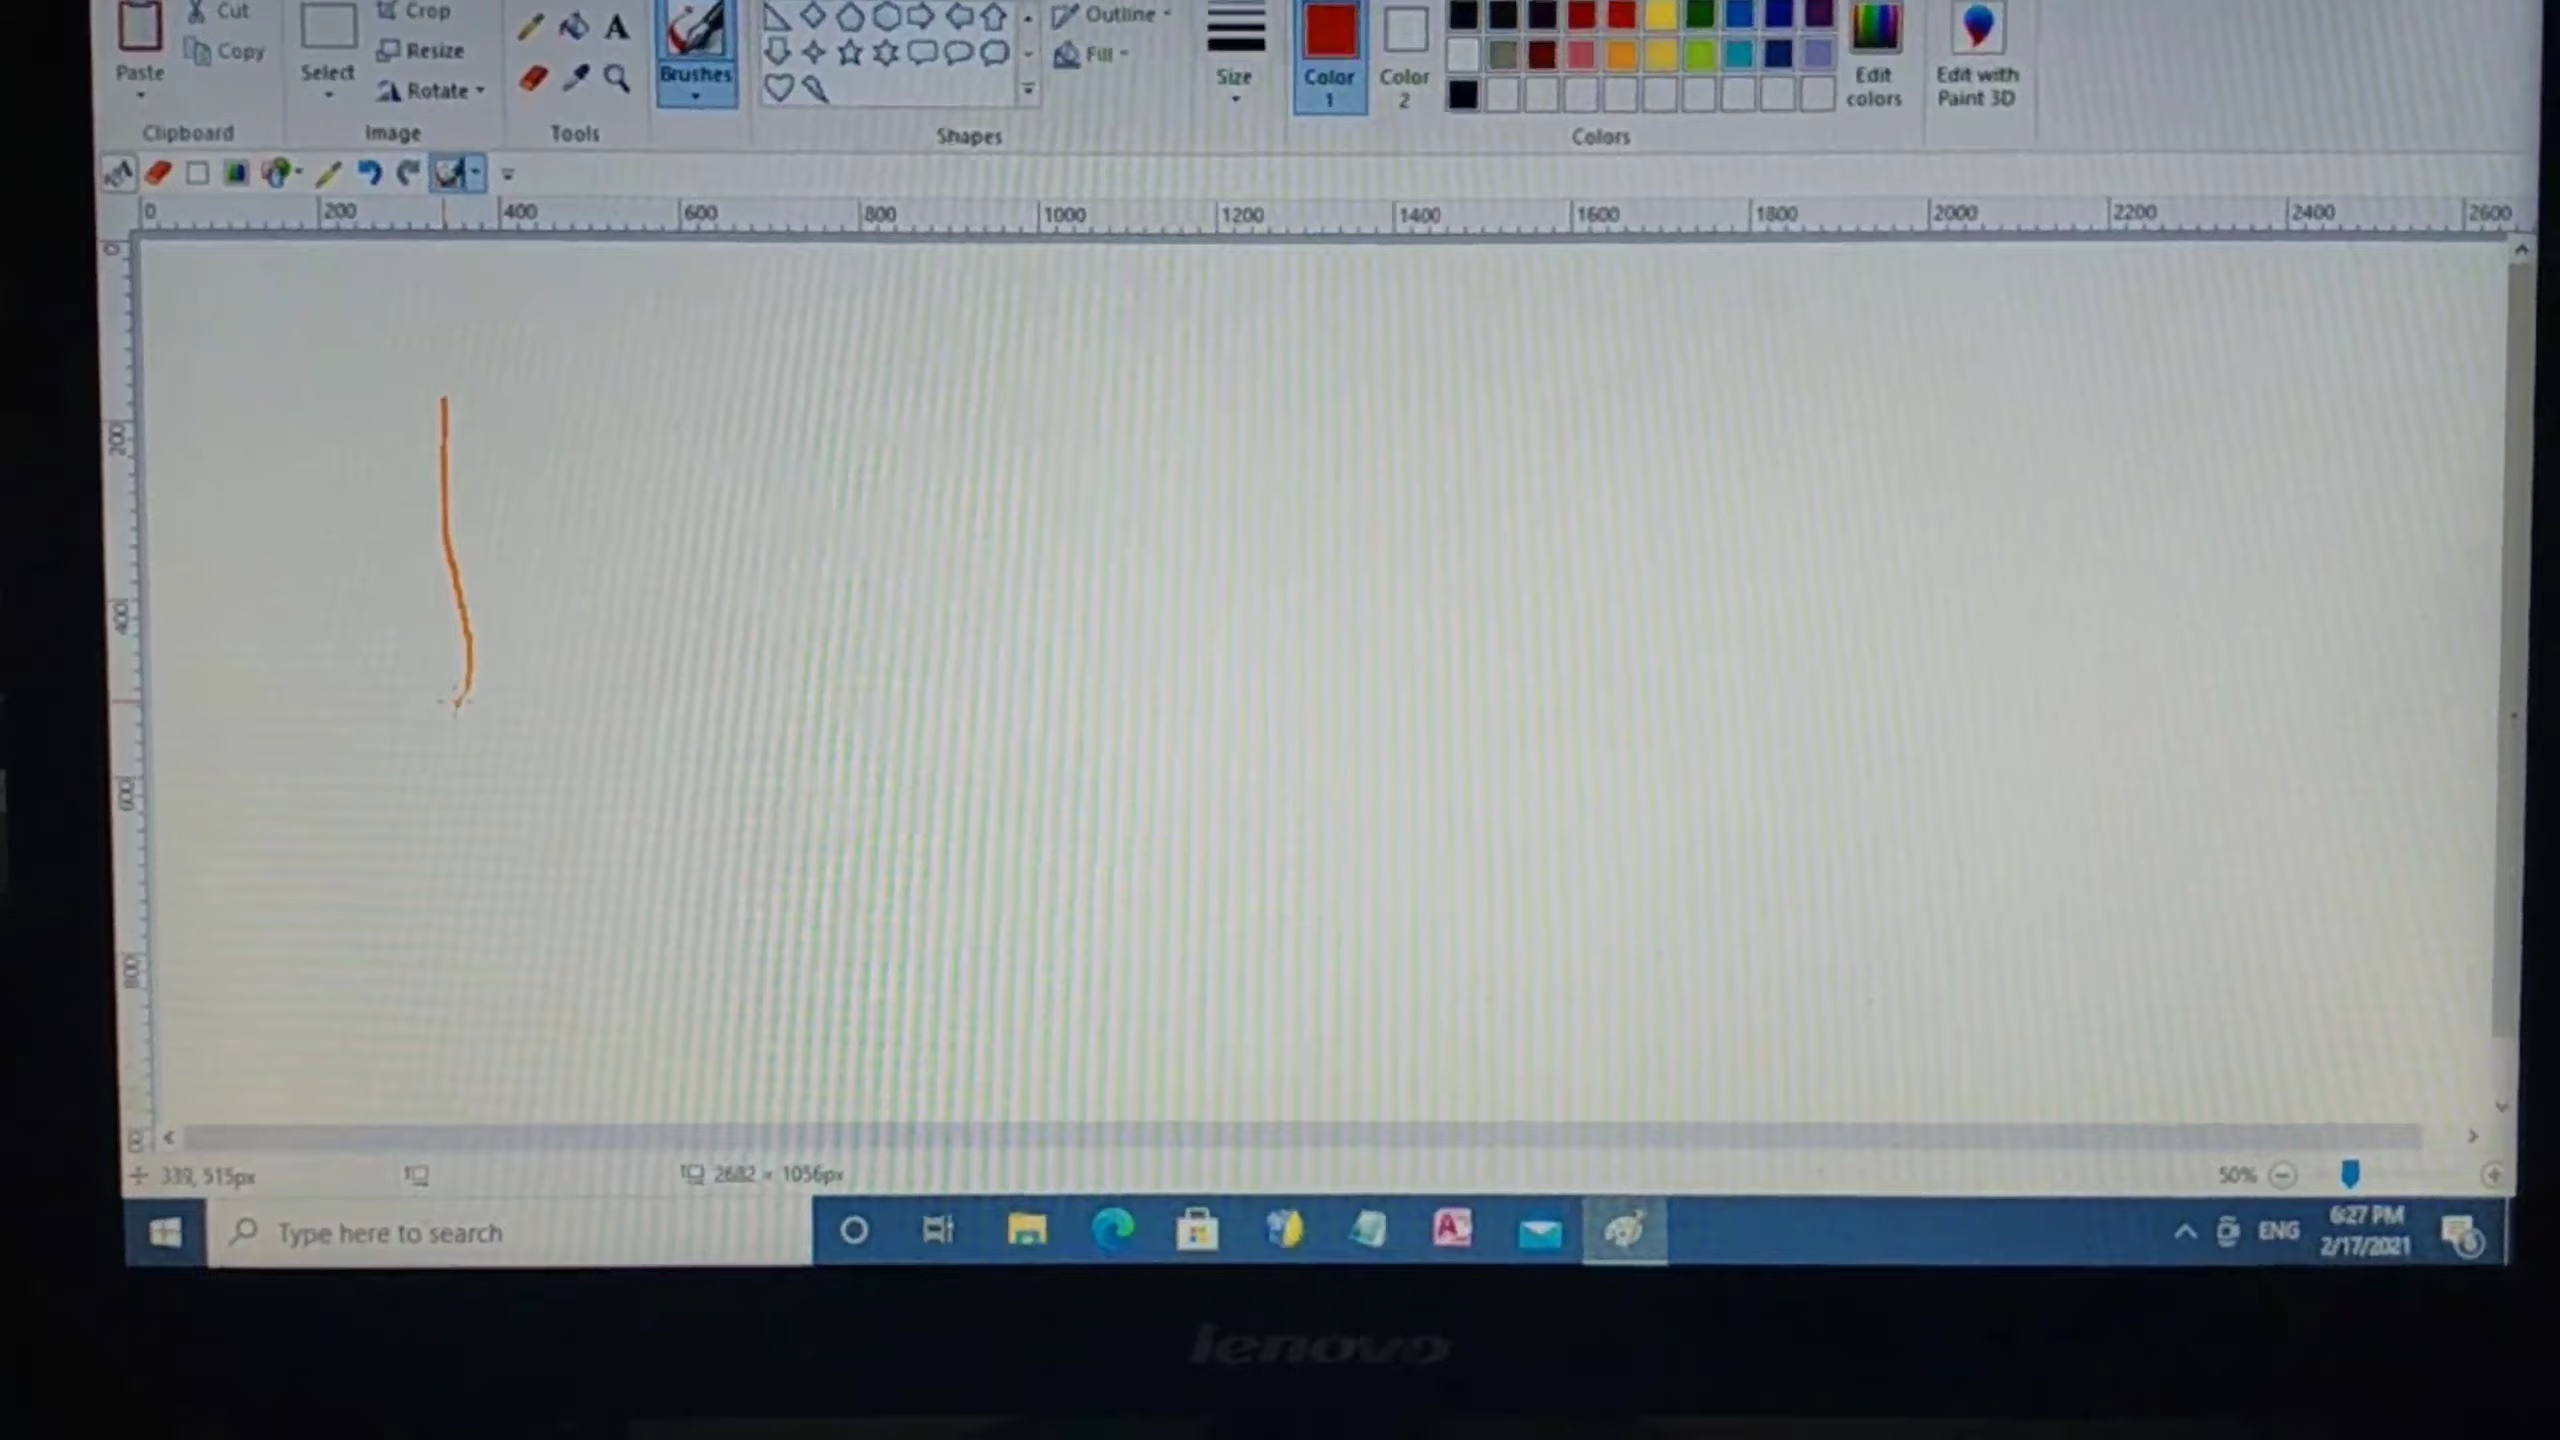 Cut
Crop
Outline
Copy
Resize
Fill
Paste
Select
Rotate
Brushes
Size
Color 1
Color 2
Edit colors
Edit with Paint 3D
Clipboard
Image
Tools
Shapes
Colors
0 200 400 600 800 1000 1200 1400 1600 1800 2000 2200 2400 2600
0
200
400
600
800
339, 515px
2682 × 1056px
50%
Type here to search
ENG
6:27 PM
2/17/2021
lenovo